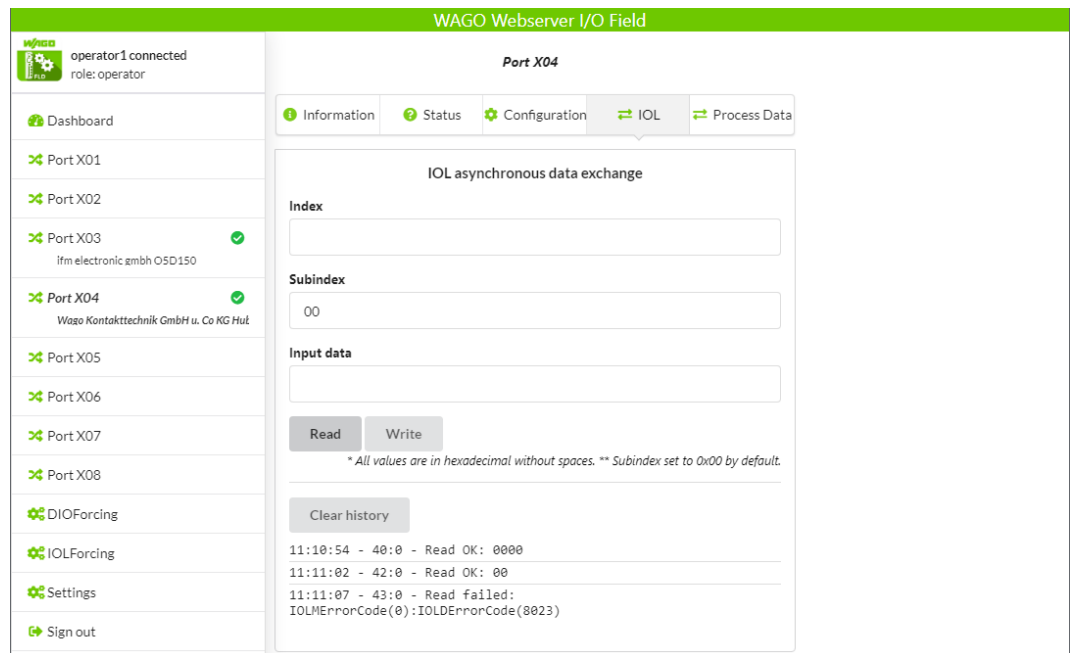 WAGO Webserver I/O Field
WAGO
FLD
operator1 connected
role: operator
Dashboard
Port X01
Port X02
Port X03
ifm electronic gmbh O5D150
Port X04
Wago Kontakttechnik GmbH u. Co KG Hub
Port X05
Port X06
Port X07
Port X08
DIOForcing
IOLForcing
Settings
Sign out
Port X04
Information Status Configuration IOL Process Data
IOL asynchronous data exchange
Index
Subindex
00
Input data
Read Write
* All values are in hexadecimal without spaces. ** Subindex set to 0x00 by default.
Clear history
11:10:54 - 40:0 - Read OK: 0000
11:11:02 - 42:0 - Read OK: 00
11:11:07 - 43:0 - Read failed:
IOLMErrorCode(0):IOLDErrorCode(8023)